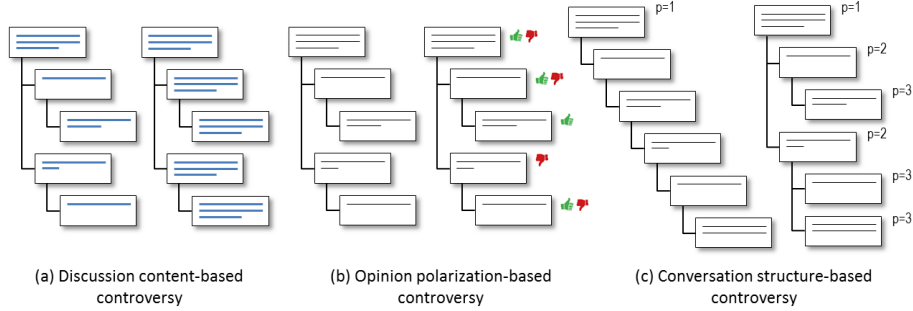 p=1
p=1
p=2
p=3
p=2
p=3
p=3
(a) Discussion content-based
controversy
(b) Opinion polarization-based
controversy
(c) Conversation structure-based
controversy